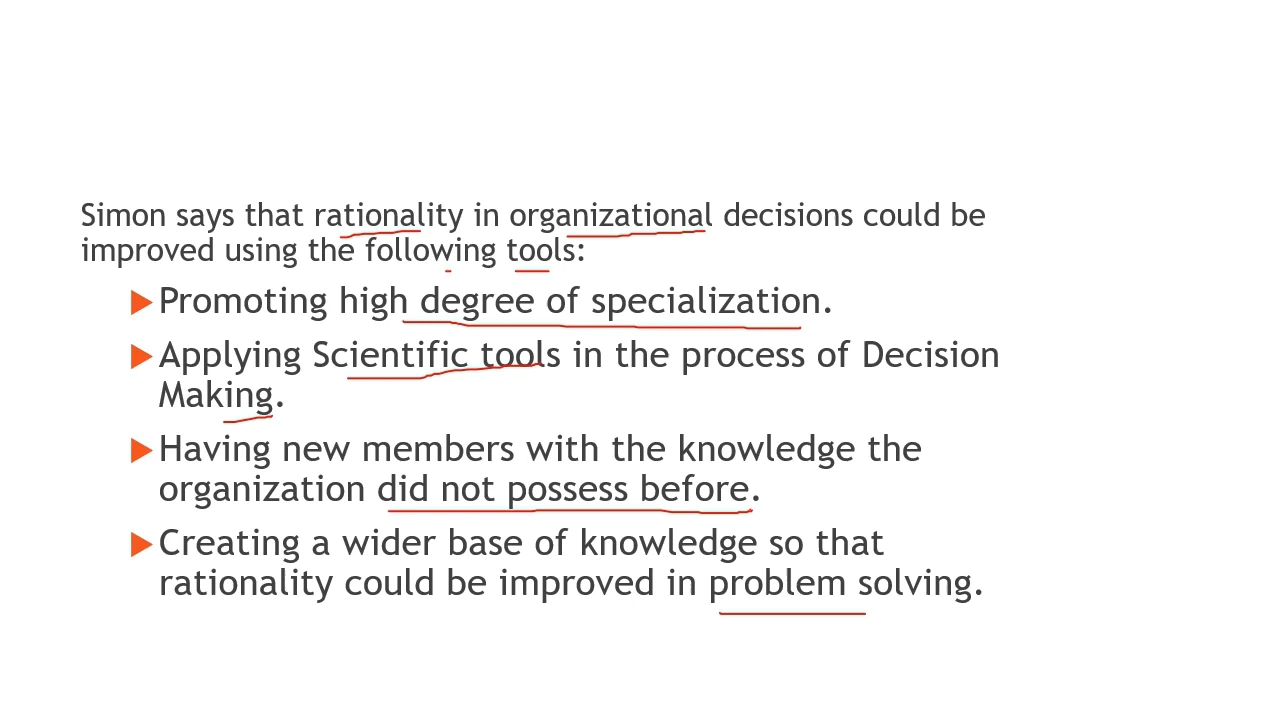 Simon says that rationality in organizational decisions could be
improved using the following tools:
Promoting high degree of specialization.
Applying Scientific tools in the process of Decision
Making.
Having new members with the knowledge the
organization did not possess before.
Creating a wider base of knowledge so that
rationality could be improved in problem solving.